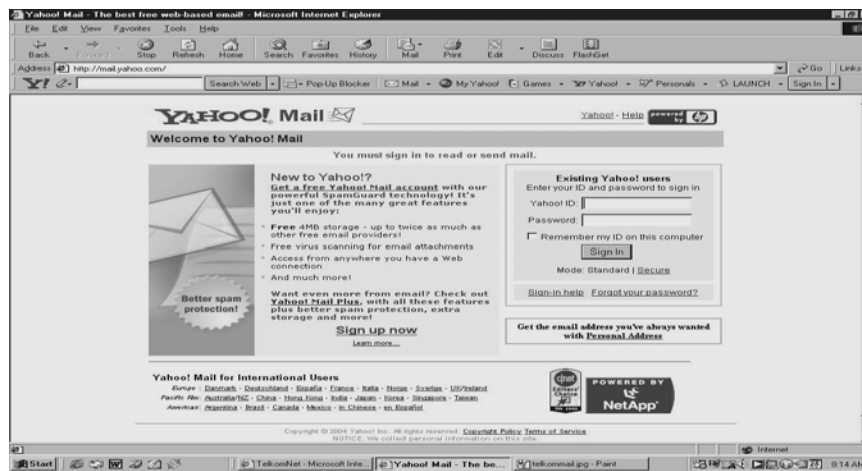 Yahoo! Mail - The best free web-based email! - Microsoft Internet Explorer
File Edit View Favorites Tools Help
Back Forward Stop Refresh Home Search Favorites History Mail Print Edit Discuss FlashGet
Address http://mail.yahoo.com/ Go Links
Y! Search Web Pop-Up Blocker Mail My Yahoo! Games Yahoo! Personals LAUNCH Sign In
YAHOO! Mail
Yahoo! - Help powered by hp
Welcome to Yahoo! Mail
You must sign in to read or send mail.
New to Yahoo!?
Get a free Yahoo! Mail account with our
powerful SpamGuard technology! It's
just one of the many great features
you'll enjoy:
Free 4MB storage - up to twice as much as
other free email providers!
Free virus scanning for email attachments
Access from anywhere you have a Web
connection
And much more!
Want even more from email? Check out
Yahoo! Mail Plus, with all these features
plus better spam protection, extra
storage and more!
Sign up now
Learn more...
Better spam
protection!
Existing Yahoo! users
Enter your ID and password to sign in
Yahoo! ID:
Password:
Remember my ID on this computer
Sign In
Mode: Standard | Secure
Sign-in help Forgot your password?
Get the email address you've always wanted
with Personal Address
Yahoo! Mail for International Users
Europe : Danmark - Deutschland - España - France - Italia - Norge - Sverige - UK/Ireland
Pacific Rim: Australia/NZ - China - Hong Kong - India - Japan - Korea - Singapore - Taiwan
Americas: Argentina - Brasil - Canada - Mexico - in Chinese - en Español
cnet
Editors'
Choice
POWERED BY
NetApp
Copyright © 2004 Yahoo! Inc. All rights reserved. Copyright Policy Terms of Service
NOTICE: We collect personal information on this site.
Internet
Start TelkomNet - Microsoft Inte... Yahoo! Mail - The be... telkommail.jpg - Paint 8:14 AM